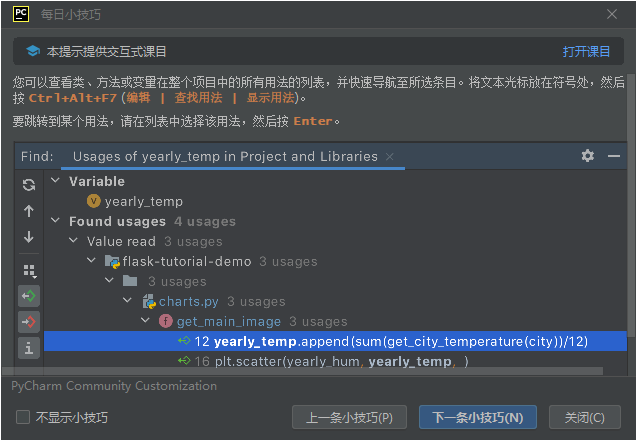 PC 每日小技巧
本提示提供交互式课目 打开课目
您可以查看类、方法或变量在整个项目中的所有用法的列表，并快速导航至所选条目。将文本光标放在符号处，然后
按 Ctrl+Alt+F7 (编辑 | 查找用法 | 显示用法)。
要跳转到某个用法，请在列表中选择该用法，然后按 Enter。
Find: Usages of yearly_temp in Project and Libraries
Variable
V yearly_temp
Found usages 4 usages
Value read 3 usages
flask-tutorial-demo 3 usages
3 usages
charts.py 3 usages
f get_main_image 3 usages
12 yearly_temp.append(sum(get_city_temperature(city))/12)
16 plt.scatter(yearly_hum, yearly_temp, )
PyCharm Community Customization
不显示小技巧 上一条小技巧(P) 下一条小技巧(N) 关闭(C)